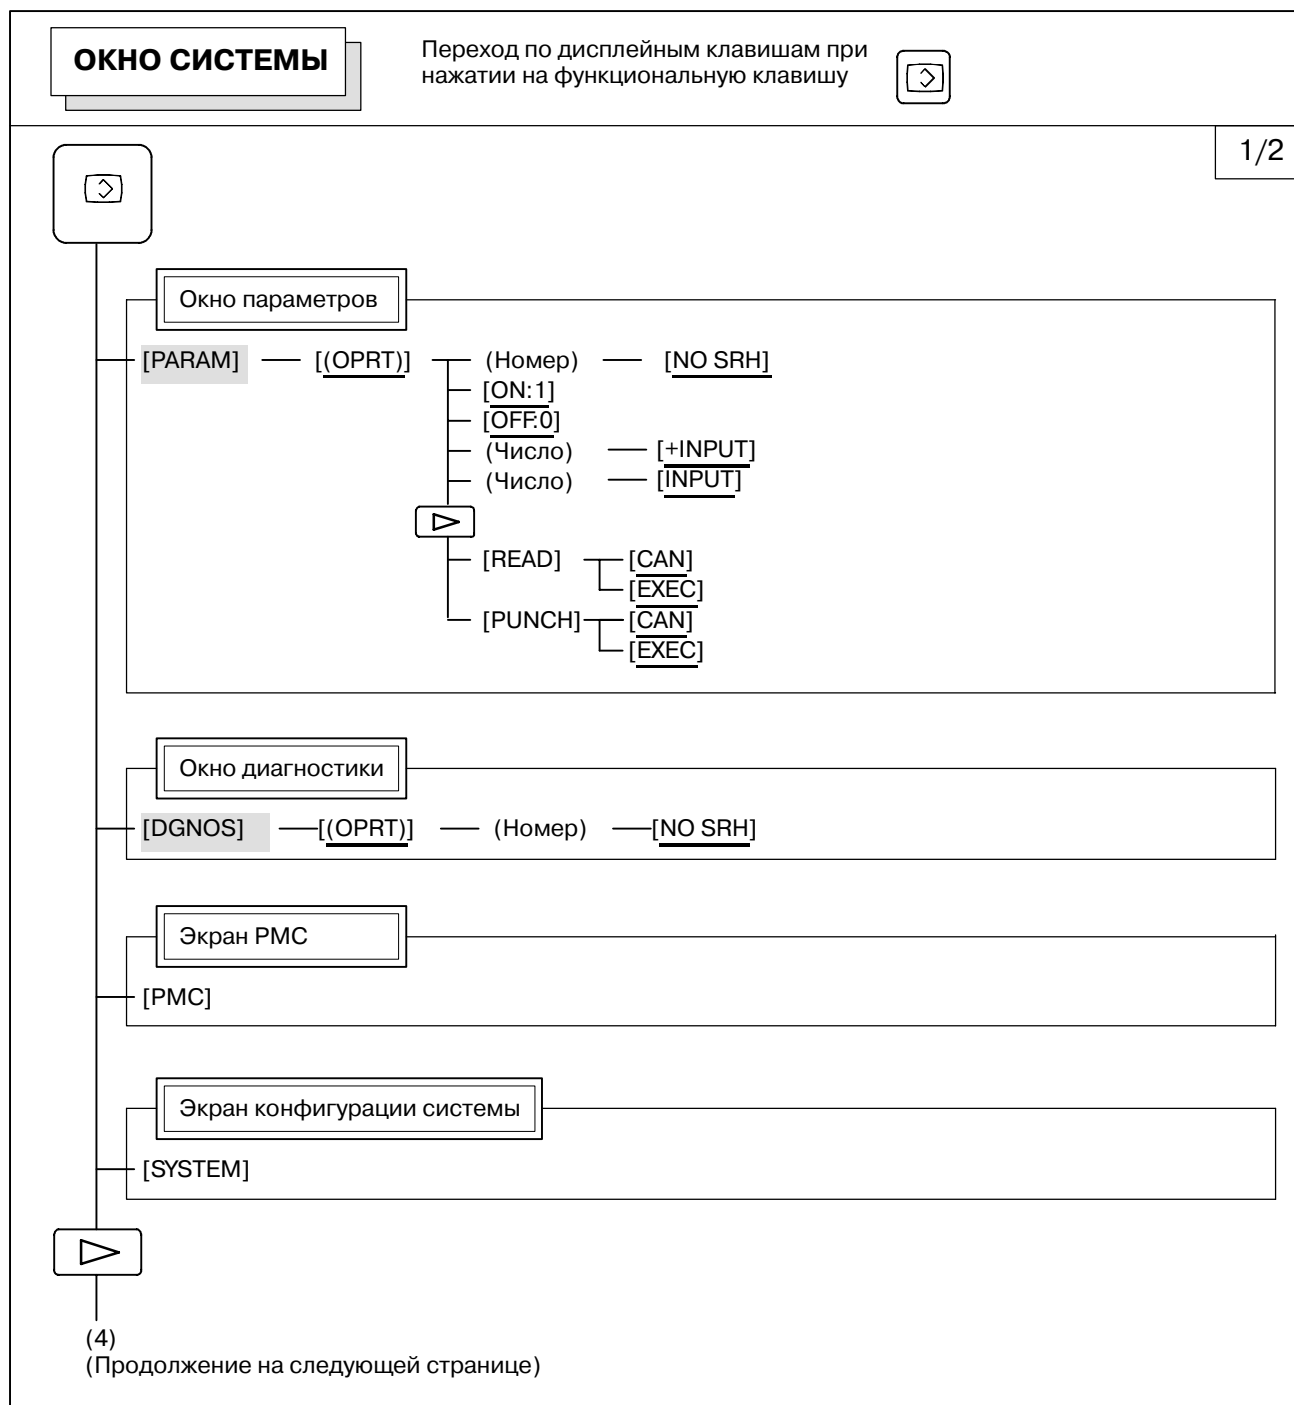 ОКНО СИСТЕМЫ
Переход по дисплейным клавишам при
нажатии на функциональную клавишу
1/2
Окно параметров
[PARAM] [(OPRT)] (Номер) [NO SRH]
[ON:1]
[OFF:0]
(Число) [+INPUT]
(Число) [INPUT]
[READ] [CAN]
[EXEC]
[PUNCH] [CAN]
[EXEC]
Окно диагностики
[DGNOS] [(OPRT)] (Номер) [NO SRH]
Экран PMC
[PMC]
Экран конфигурации системы
[SYSTEM]
(4)
(Продолжение на следующей странице)